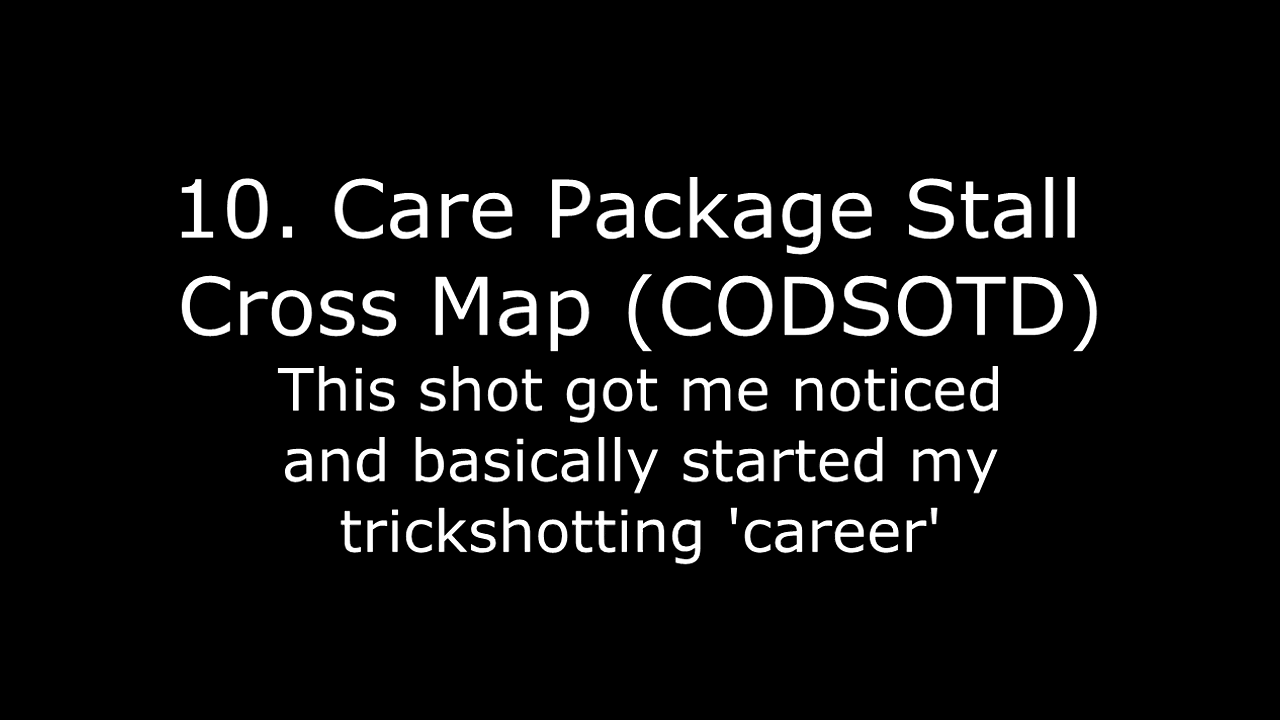 10. Care Package Stall
Cross Map (CODSOTD)
This shot got me noticed
and basically started my
trickshotting 'career'